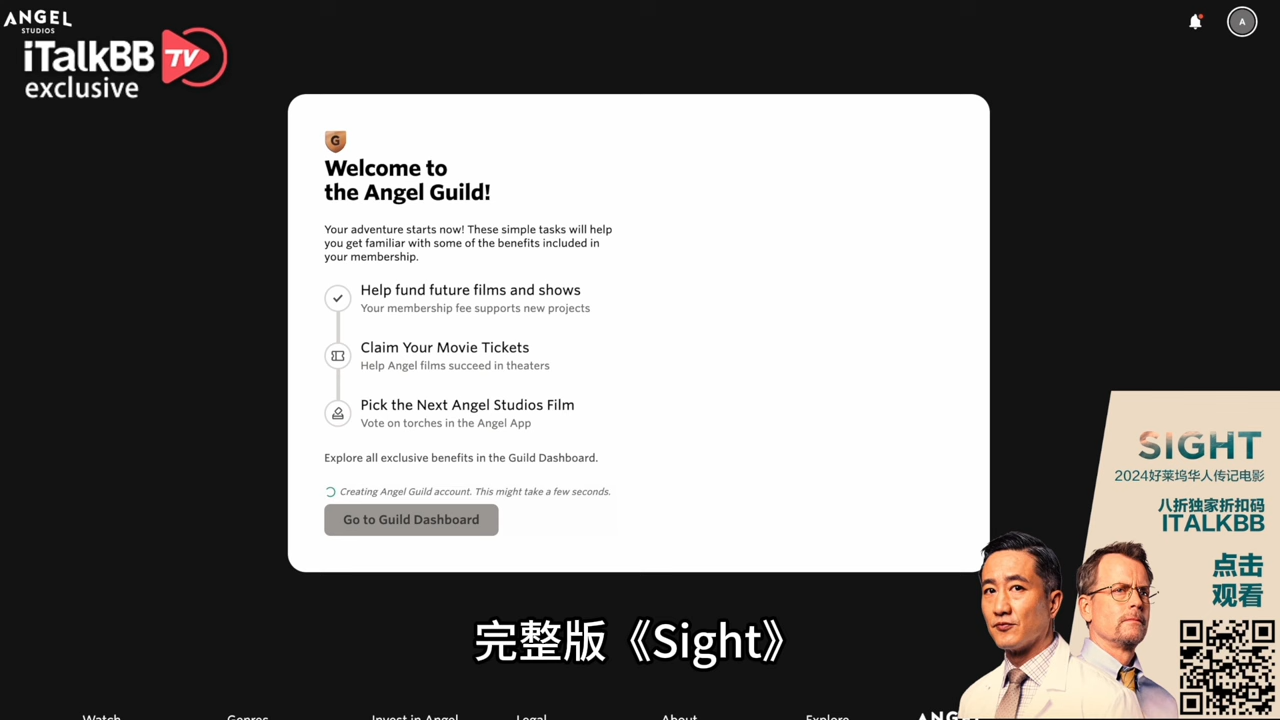 ANGEL
STUDIOS
iTalkBB TV
exclusive
A
G
Welcome to
the Angel Guild!
Your adventure starts now! These simple tasks will help
you get familiar with some of the benefits included in
your membership.
Help fund future films and shows
Your membership fee supports new projects
Claim Your Movie Tickets
Help Angel films succeed in theaters
Pick the Next Angel Studios Film
Vote on torches in the Angel App
Explore all exclusive benefits in the Guild Dashboard.
Creating Angel Guild account. This might take a few seconds.
Go to Guild Dashboard
SIGHT
2024好莱坞华人传记电影
八折独家折扣码
ITALKBB
点击
观看
完整版《Sight》
Watch Genres Invest in Angel Legal About Explore ANGEL